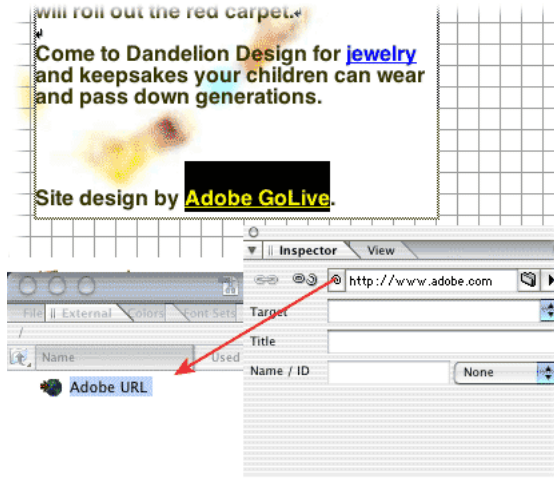 will roll out the red carpet.
Come to Dandelion Design for jewelry
and keepsakes your children can wear
and pass down generations.
Site design by Adobe GoLive.
Inspector View
http://www.adobe.com
Target
Title
Name / ID None
File External Colors Font Sets
/
Name Used
Adobe URL